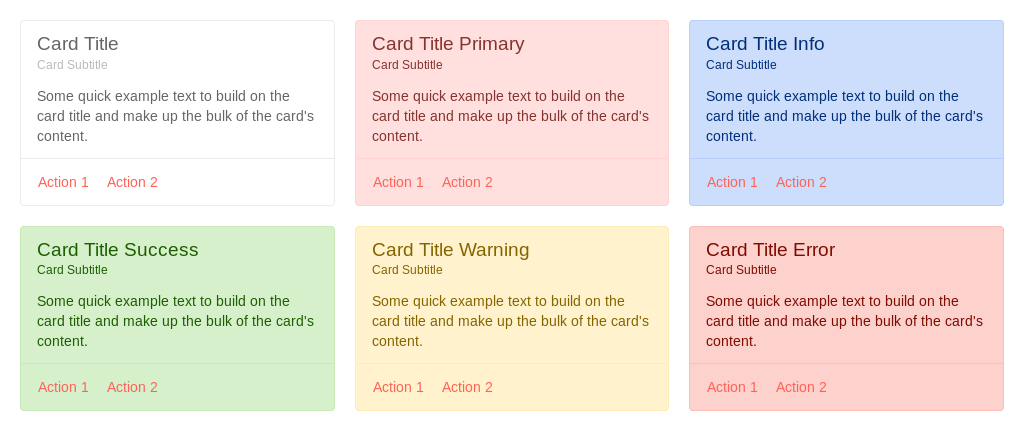 Card Title
Card Subtitle
Some quick example text to build on the
card title and make up the bulk of the card's
content.
Action 1 Action 2
Card Title Primary
Card Subtitle
Some quick example text to build on the
card title and make up the bulk of the card's
content.
Action 1 Action 2
Card Title Info
Card Subtitle
Some quick example text to build on the
card title and make up the bulk of the card's
content.
Action 1 Action 2
Card Title Success
Card Subtitle
Some quick example text to build on the
card title and make up the bulk of the card's
content.
Action 1 Action 2
Card Title Warning
Card Subtitle
Some quick example text to build on the
card title and make up the bulk of the card's
content.
Action 1 Action 2
Card Title Error
Card Subtitle
Some quick example text to build on the
card title and make up the bulk of the card's
content.
Action 1 Action 2